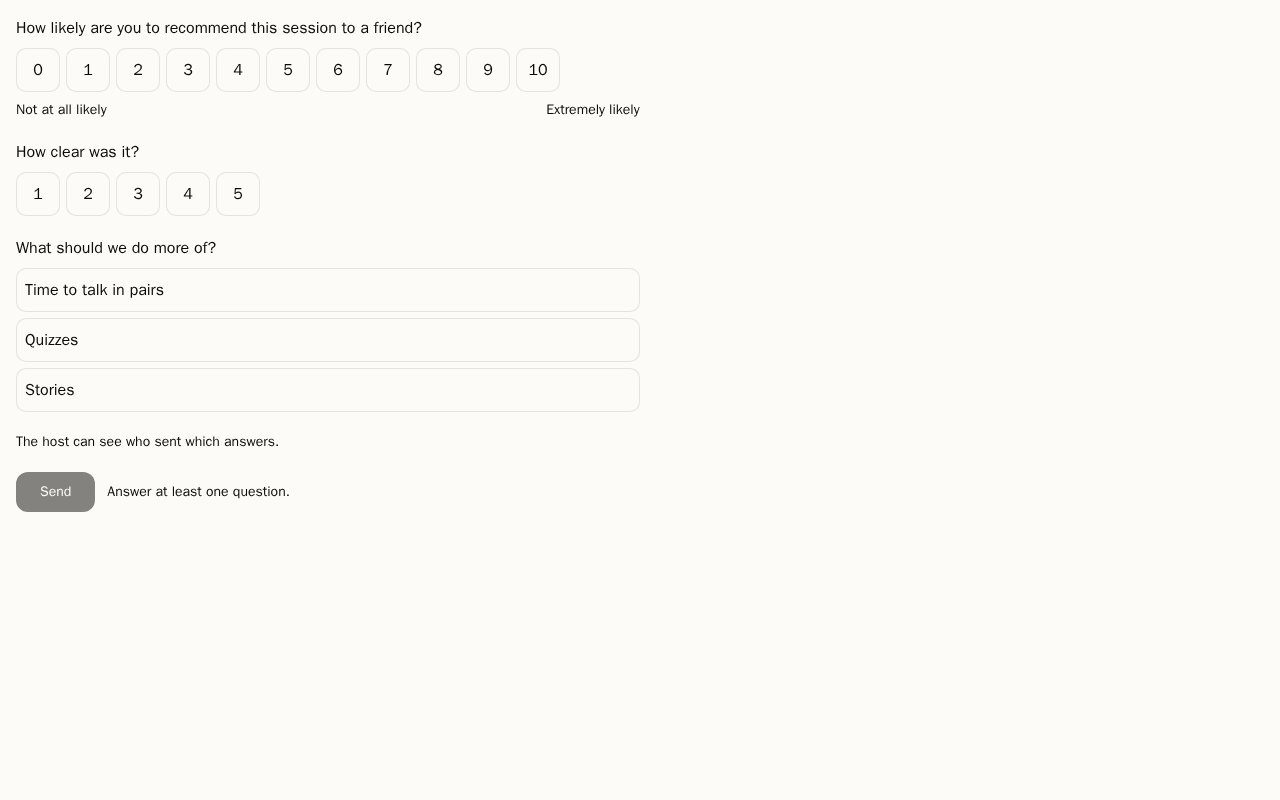 How likely are you to recommend this session to a friend?
0 1 2 3 4 5 6 7 8 9 10
Not at all likely Extremely likely
How clear was it?
1 2 3 4 5
What should we do more of?
Time to talk in pairs
Quizzes
Stories
The host can see who sent which answers.
Send Answer at least one question.